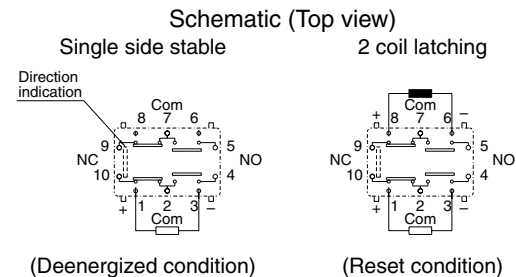 Schematic (Top view)
Single side stable
2 coil latching
Direction
indication
Com
8 7 6
9
5
NC
NO
10
4
+ 1 2 3 –
Com
(Deenergized condition)
Com
+ 8 7 6 –
9
5
NC
NO
10
4
+ 1 2 3 –
Com
(Reset condition)